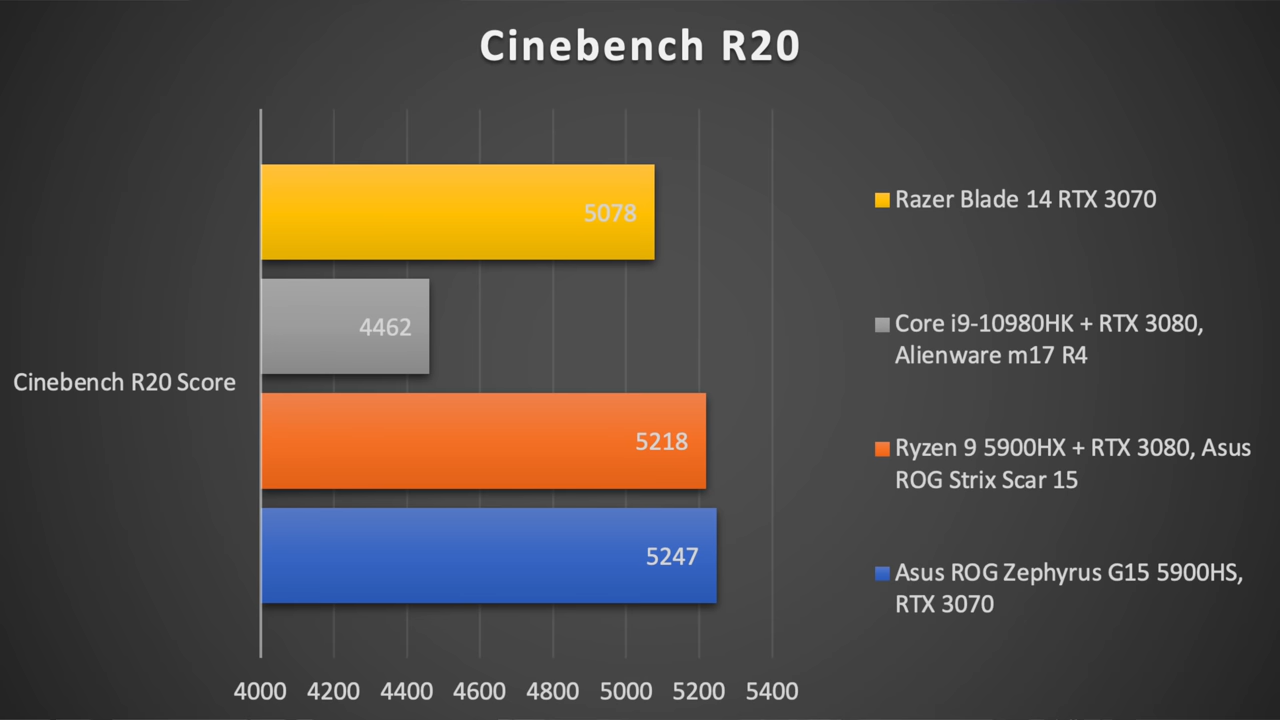 Cinebench R20
5078
4462
5218
5247
Cinebench R20 Score
4000 4200 4400 4600 4800 5000 5200 5400
Razer Blade 14 RTX 3070
Core i9-10980HK + RTX 3080,
Alienware m17 R4
Ryzen 9 5900HX + RTX 3080, Asus
ROG Strix Scar 15
Asus ROG Zephyrus G15 5900HS,
RTX 3070